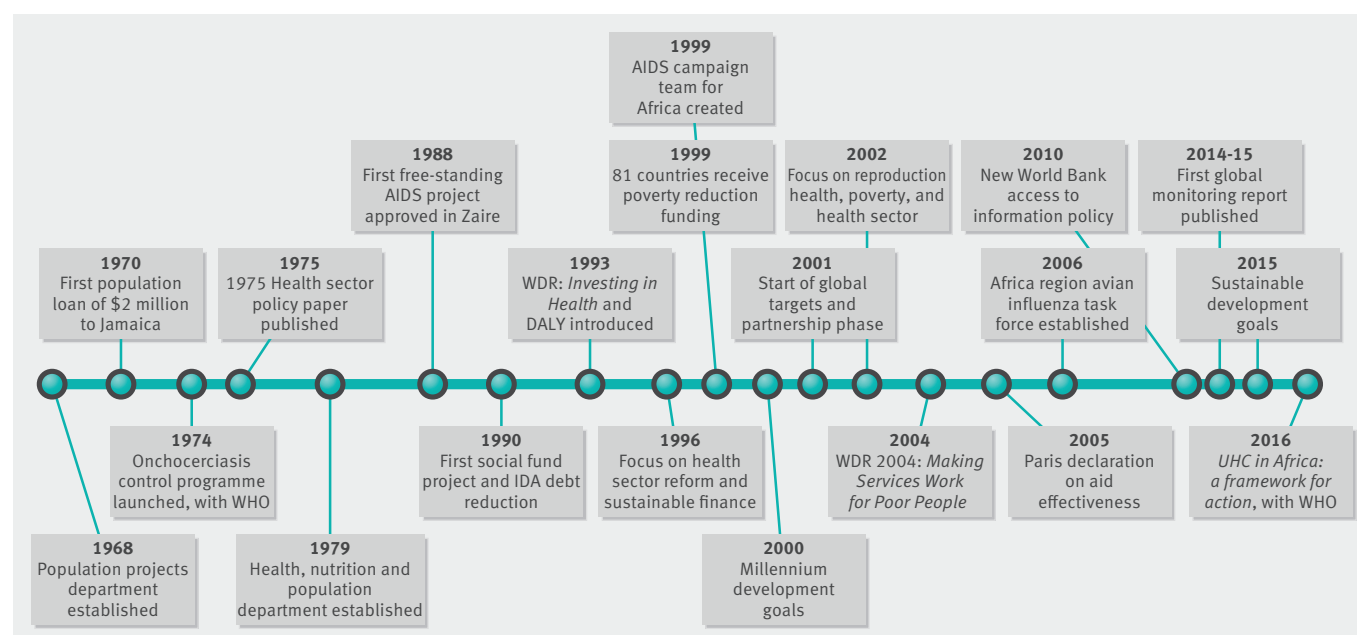 1968
Population projects
department
established
1970
First population
loan of $2 million
to Jamaica
1974
Onchocerciasis
control programme
launched, with WHO
1975
1975 Health sector
policy paper
published
1979
Health, nutrition and
population
department established
1988
First free-standing
AIDS project
approved in Zaire
1990
First social fund
project and IDA debt
reduction
1993
WDR: Investing in
Health and
DALY introduced
1996
Focus on health
sector reform and
sustainable finance
1999
AIDS campaign
team for
Africa created
1999
81 countries receive
poverty reduction
funding
2000
Millennium
development
goals
2001
Start of global
targets and
partnership phase
2002
Focus on reproduction
health, poverty, and
health sector
2004
WDR 2004: Making
Services Work
for Poor People
2005
Paris declaration
on aid
effectiveness
2006
Africa region avian
influenza task
force established
2010
New World Bank
access to
information policy
2014-15
First global
monitoring report
published
2015
Sustainable
development
goals
2016
UHC in Africa:
a framework for
action, with WHO